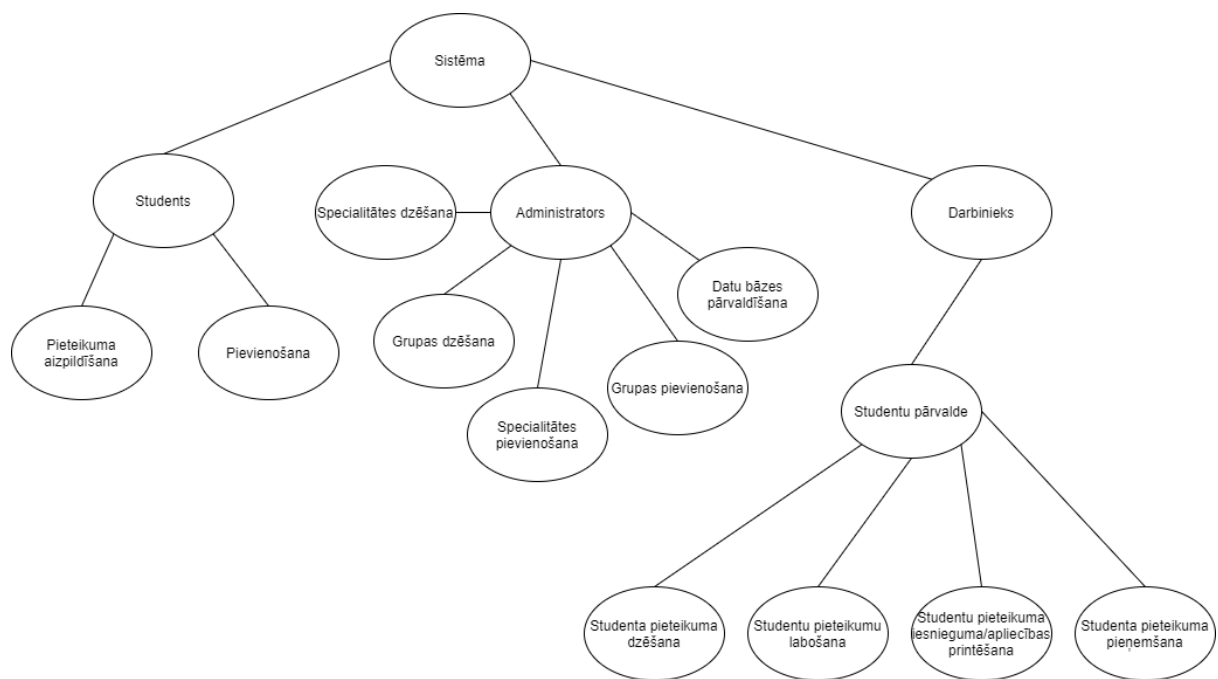 Sistēma
Students
Specialitātes dzēšana
Administrators
Darbinieks
Datu bāzes
pārvaldīšana
Pieteikuma
aizpildīšana
Pievienošana
Grupas dzēšana
Grupas pievienošana
Specialitātes
pievienošana
Studentu pārvalde
Studenta pieteikuma
dzēšana
Studentu pieteikumu
labošana
Studentu pieteikuma
iesnieguma/apliecības
printēšana
Studenta pieteikuma
pieņemšana